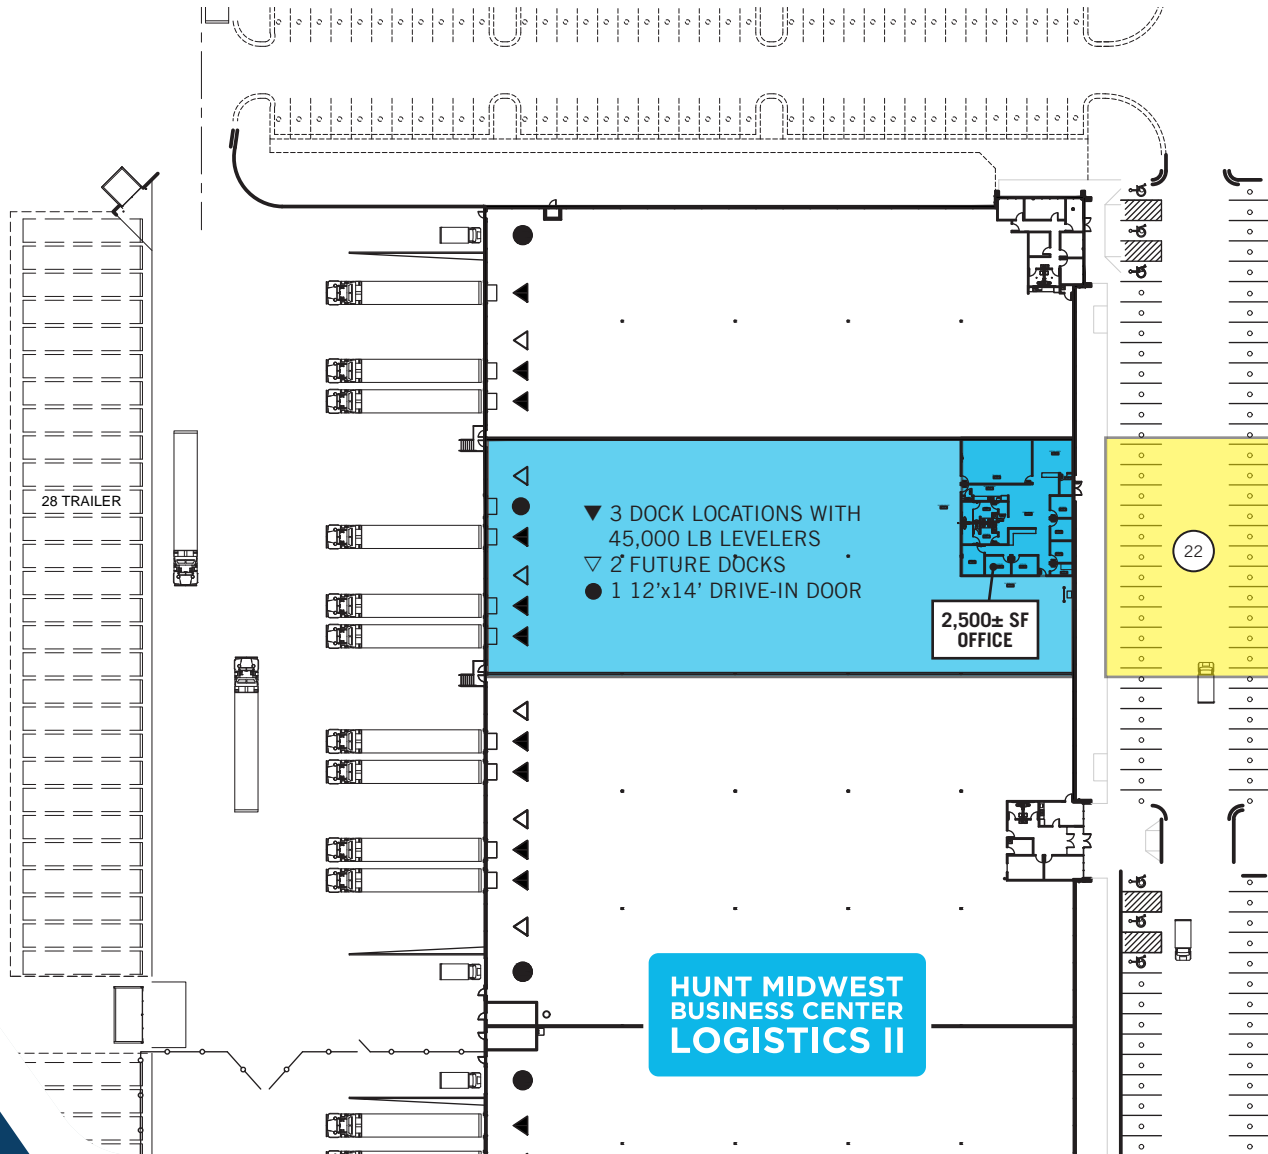 28 TRAILER
▼ 3 DOCK LOCATIONS WITH
45,000 LB LEVELERS
▽ 2 FUTURE DOCKS
● 1 12'x14' DRIVE-IN DOOR
22
2,500± SF
OFFICE
HUNT MIDWEST
BUSINESS CENTER
LOGISTICS II